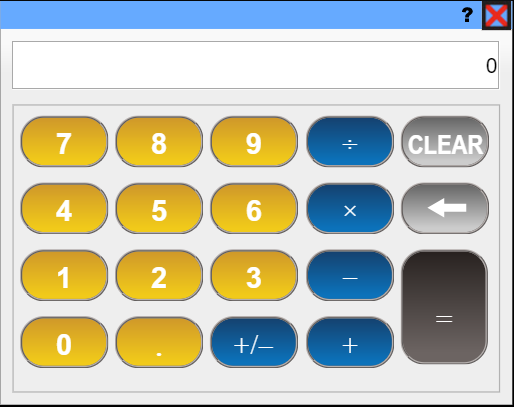 ?
0
7 8 9 ÷ CLEAR
4 5 6 ×
1 2 3 − =
0 . +/− +